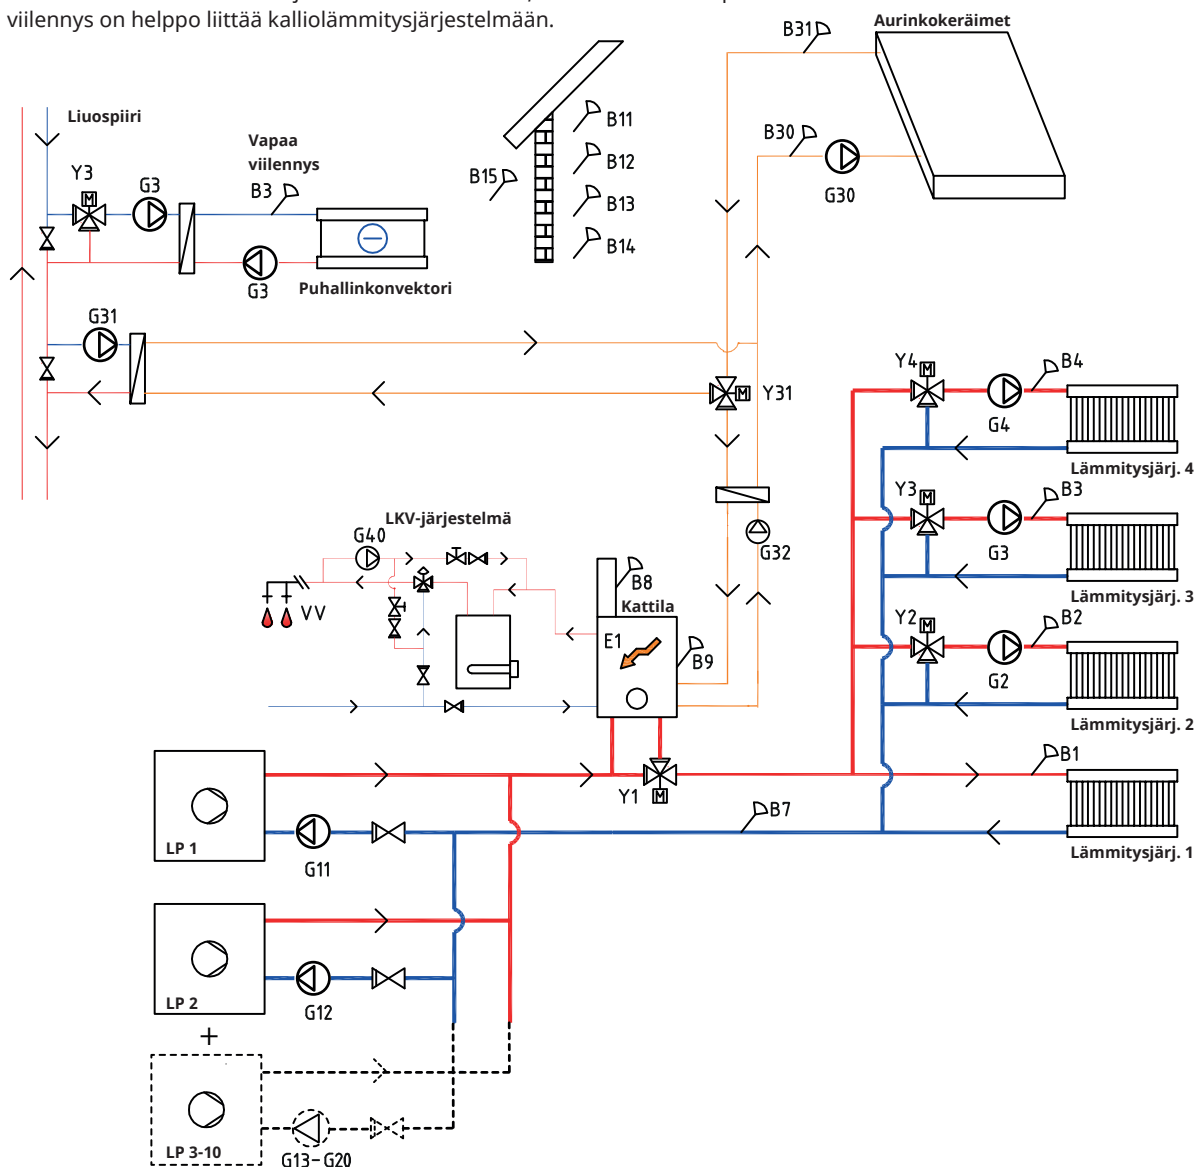 viilennys on helppo liittää kalliolämmitysjärjestelmään.
Aurinkokeräimet
B31
Liuospiiri
B11
Vapaa
viilennys
B30
B12
Y3
G3
B3
B15
G30
B13
B14
G3
Puhallinkonvektori
G31
Y4
B4
Y31
G4
Lämmitysjärj. 4
Y3
B3
LKV-järjestelmä
G40
G32
G3
B8
Lämmitysjärj. 3
VV
Kattila
Y2
B2
E1
B9
G2
Lämmitysjärj. 2
B1
Y1
B7
LP 1
G11
Lämmitysjärj. 1
LP 2
G12
+
LP 3-10
G13-G20